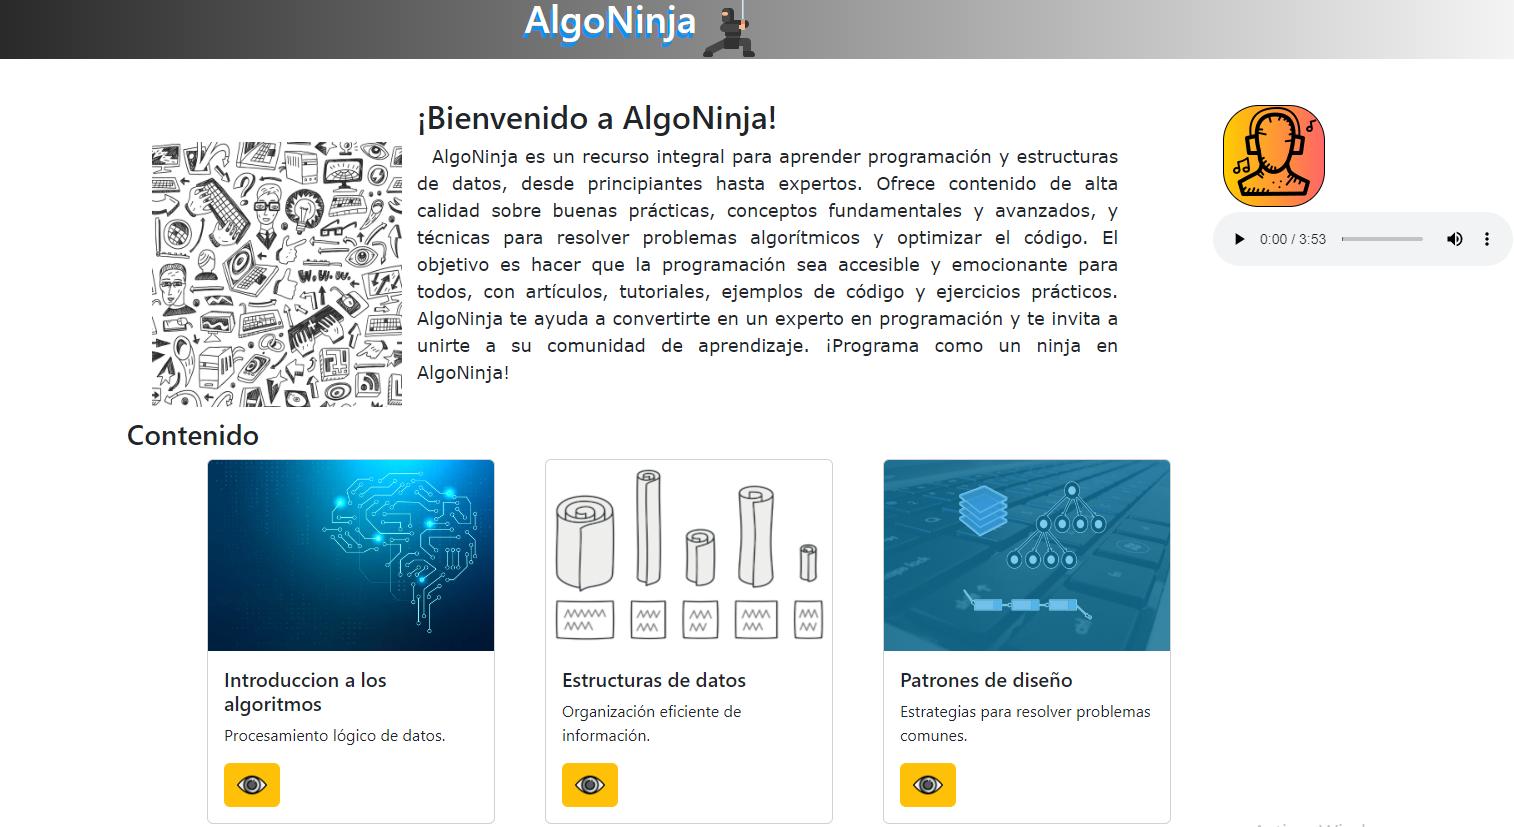 AlgoNinja
¡Bienvenido a AlgoNinja!
AlgoNinja es un recurso integral para aprender programación y estructuras
de datos, desde principiantes hasta expertos. Ofrece contenido de alta
calidad sobre buenas prácticas, conceptos fundamentales y avanzados, y
técnicas para resolver problemas algorítmicos y optimizar el código. El
objetivo es hacer que la programación sea accesible y emocionante para
todos, con artículos, tutoriales, ejemplos de código y ejercicios prácticos.
AlgoNinja te ayuda a convertirte en un experto en programación y te invita a
unirte a su comunidad de aprendizaje. ¡Programa como un ninja en
AlgoNinja!
W.W.W.
0:00 / 3:53
Contenido
Introduccion a los
algoritmos
Procesamiento lógico de datos.
Estructuras de datos
Organización eficiente de
información.
Patrones de diseño
Estrategias para resolver problemas
comunes.